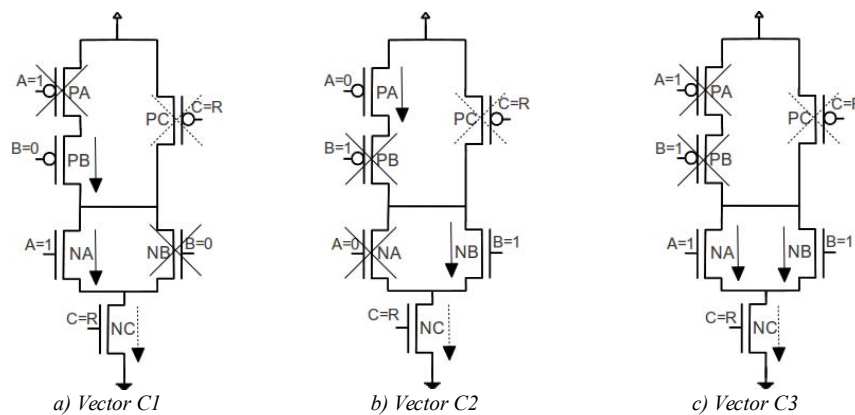 A=1 PA C=R PC
B=0 PB
A=1 NA NB B=0
C=R NC
a) Vector C1
A=0 PA C=R PC
B=1 PB
A=0 NA NB B=1
C=R NC
b) Vector C2
A=1 PA C=R PC
B=1 PB
A=1 NA NB B=1
C=R NC
c) Vector C3